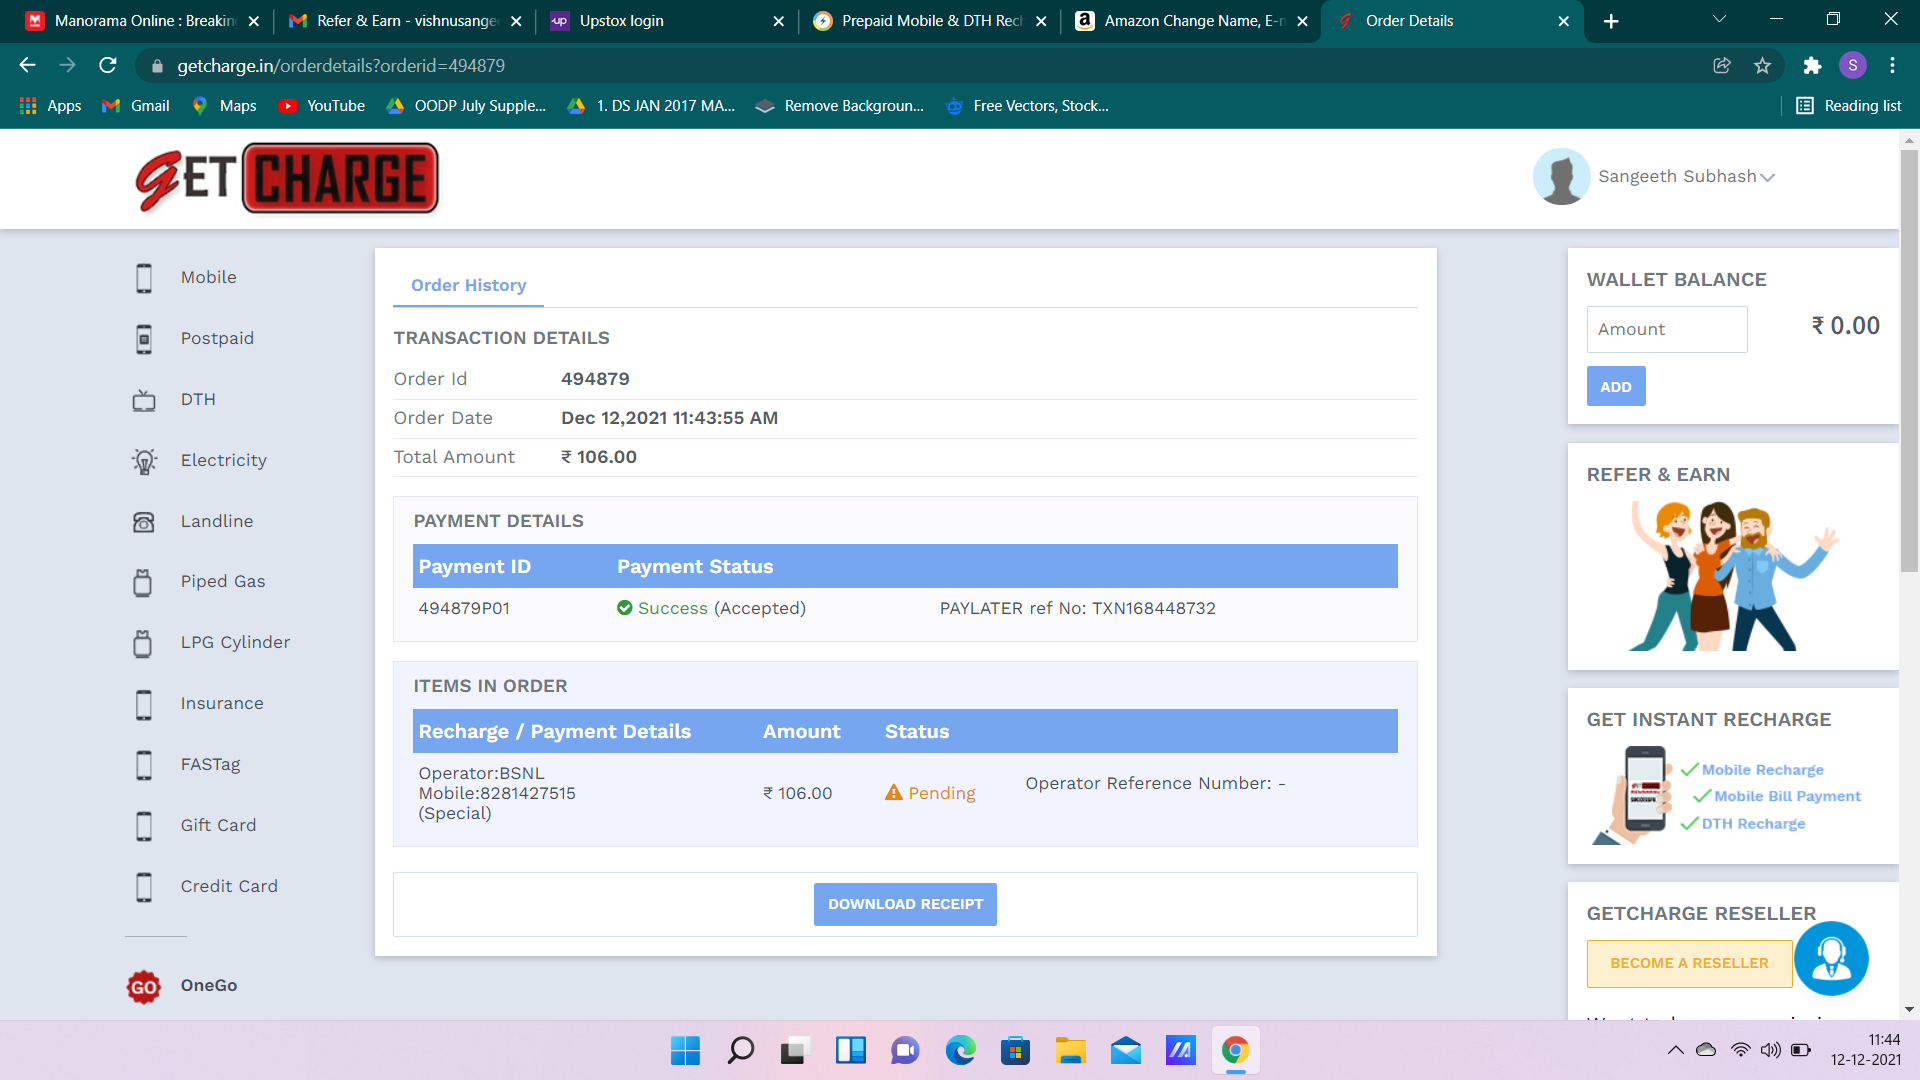 Manorama Online : Breakin
Refer & Earn - vishnusange
Upstox login
Prepaid Mobile & DTH Rech
Amazon Change Name, E-m
Order Details
getcharge.in/orderdetails?orderid=494879
S
Apps
Gmail
Maps
YouTube
OODP July Supple...
1. DS JAN 2017 MA...
Remove Backgroun...
Free Vectors, Stock...
Reading list
GET CHARGE
Sangeeth Subhash
Mobile
Postpaid
DTH
Electricity
Landline
Piped Gas
LPG Cylinder
Insurance
FASTag
Gift Card
Credit Card
GO
OneGo
Order History
TRANSACTION DETAILS
Order Id 494879
Order Date Dec 12,2021 11:43:55 AM
Total Amount ₹ 106.00
PAYMENT DETAILS
Payment ID Payment Status
494879P01 Success (Accepted) PAYLATER ref No: TXN168448732
ITEMS IN ORDER
Recharge / Payment Details Amount Status
Operator:BSNL
Mobile:8281427515
(Special)
₹ 106.00
Pending
Operator Reference Number: -
DOWNLOAD RECEIPT
WALLET BALANCE
Amount
₹ 0.00
ADD
REFER & EARN
GET INSTANT RECHARGE
Mobile Recharge
Mobile Bill Payment
DTH Recharge
GETCHARGE RESELLER
BECOME A RESELLER
11:44
12-12-2021